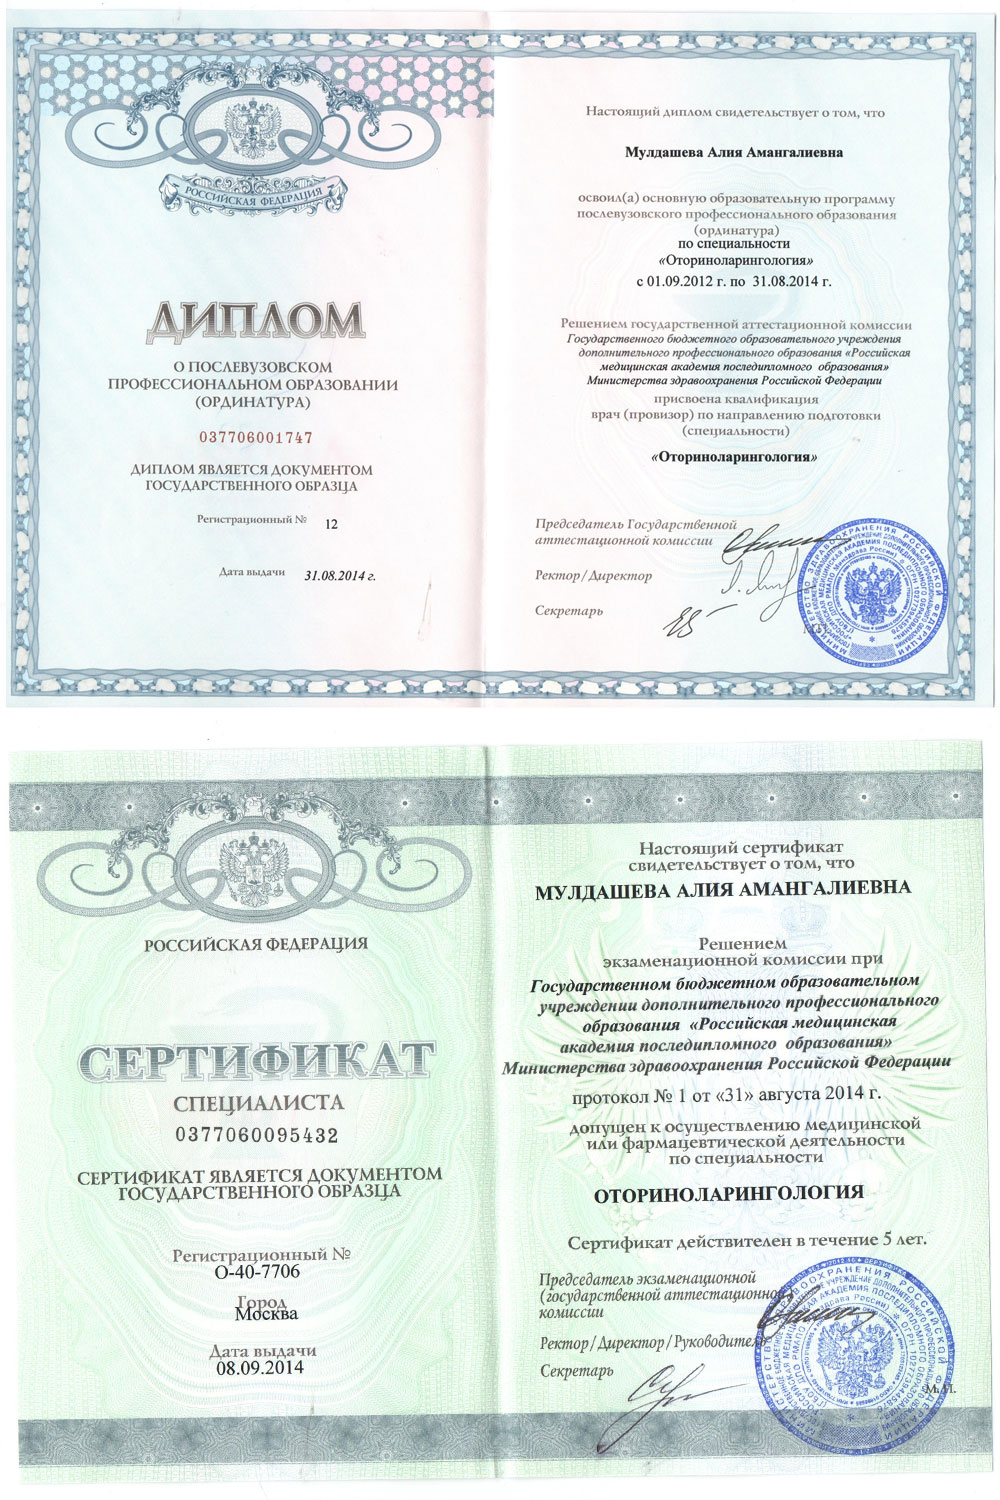 РОССИЙСКАЯ ФЕДЕРАЦИЯ
ДИПЛОМ
О ПОСЛЕВУЗОВСКОМ
ПРОФЕССИОНАЛЬНОМ ОБРАЗОВАНИИ
(ОРДИНАТУРА)
037706001747
ДИПЛОМ ЯВЛЯЕТСЯ ДОКУМЕНТОМ
ГОСУДАРСТВЕННОГО ОБРАЗЦА
Регистрационный № 12
Дата выдачи 31.08.2014 г.
Настоящий диплом свидетельствует о том, что
Мулдашева Алия Амангалиевна
освоил(а) основную образовательную программу
послевузовского профессионального образования
(ординатура)
по специальности
«Оториноларингология»
с 01.09.2012 г. по 31.08.2014 г.
Решением государственной аттестационной комиссии
Государственного бюджетного образовательного учреждения
дополнительного профессионального образования «Российская
медицинская академия последипломного образования»
Министерства здравоохранения Российской Федерации
присвоена квалификация
врач (провизор) по направлению подготовки
(специальности)
«Оториноларингология»
Председатель Государственной
аттестационной комиссии
Ректор/Директор
Секретарь
МИНИСТЕРСТВО ЗДРАВООХРАНЕНИЯ РОССИЙСКОЙ ФЕДЕРАЦИИ
РОССИЙСКАЯ ФЕДЕРАЦИЯ
СЕРТИФИКАТ
СПЕЦИАЛИСТА
0377060095432
СЕРТИФИКАТ ЯВЛЯЕТСЯ ДОКУМЕНТОМ
ГОСУДАРСТВЕННОГО ОБРАЗЦА
Регистрационный №
О-40-7706
Город
Москва
Дата выдачи
08.09.2014
Настоящий сертификат
свидетельствует о том, что
МУЛДАШЕВА АЛИЯ АМАНГАЛИЕВНА
Решением
экзаменационной комиссии при
Государственном бюджетном образовательном
учреждении дополнительного профессионального
образования «Российская медицинская
академия последипломного образования»
Министерства здравоохранения Российской Федерации
протокол № 1 от «31» августа 2014 г.
допущен к осуществлению медицинской
или фармацевтической деятельности
по специальности
ОТОРИНОЛАРИНГОЛОГИЯ
Сертификат действителен в течение 5 лет.
Председатель экзаменационной
(государственной аттестационной)
комиссии
Ректор/Директор/Руководитель
Секретарь
М.П.
МИНИСТЕРСТВО ЗДРАВООХРАНЕНИЯ РОССИЙСКОЙ ФЕДЕРАЦИИ